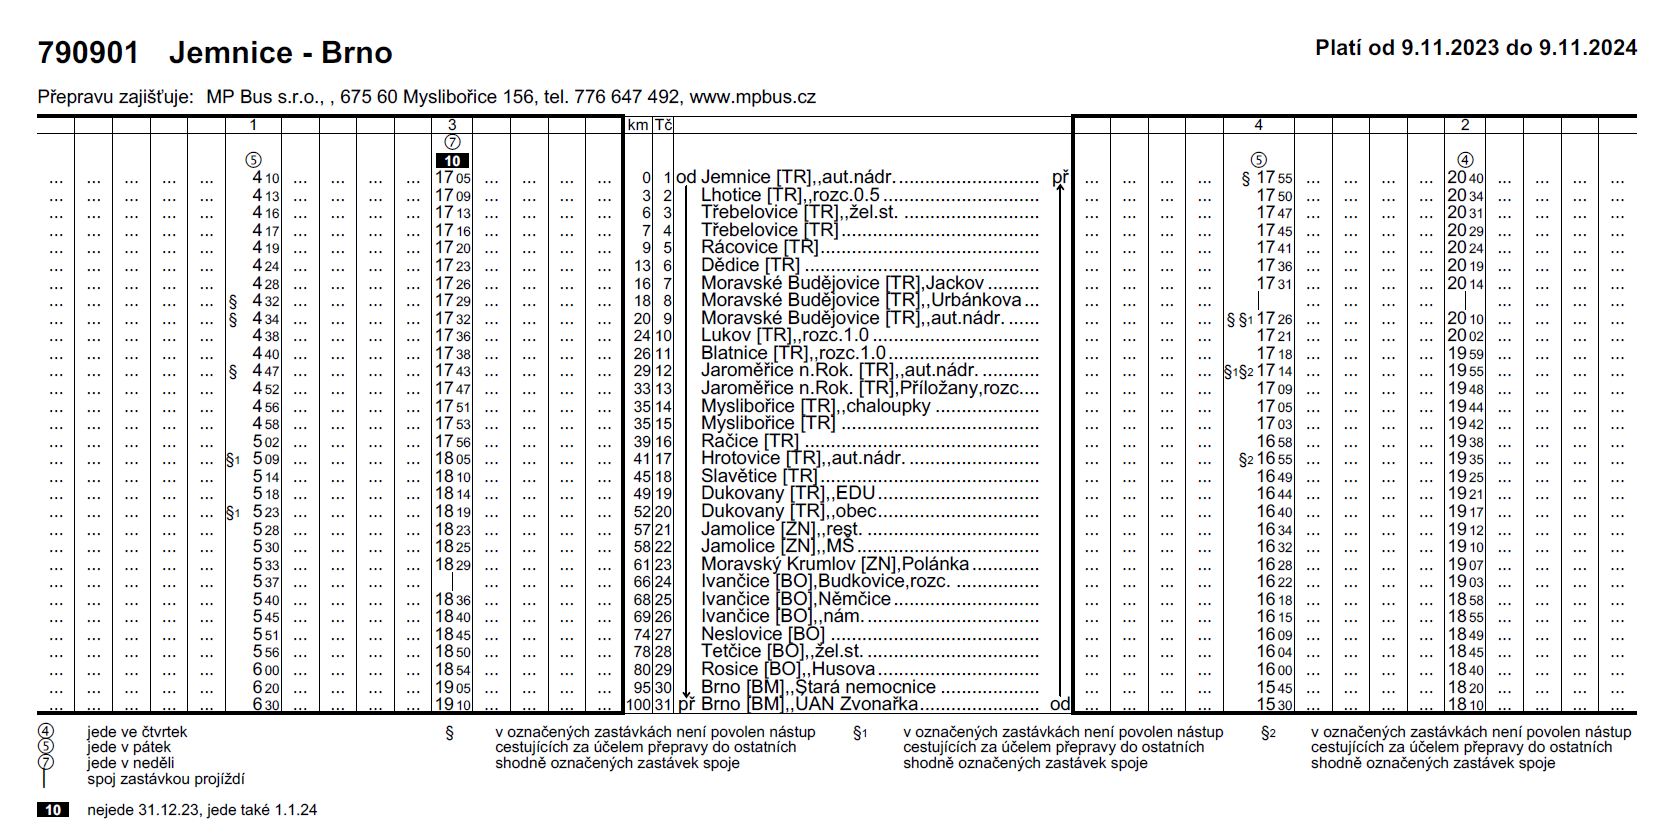 790901 Jemnice - Brno
Platí od 9.11.2023 do 9.11.2024
Přepravu zajišťuje: MP Bus s.r.o., , 675 60 Myslibořice 156, tel. 776 647 492, www.mpbus.cz
1 3 km Tč 4 2
⑦
⑤ 10 ⑤ ④
... ... ... ... ... 4 10 ... ... ... ... 17 05 ... ... ... ... 0 1 od Jemnice [TR],,aut.nádr. př ... ... ... ... § 17 55 ... ... ... ... 20 40 ... ... ... ...
... ... ... ... ... 4 13 ... ... ... ... 17 09 ... ... ... ... 3 2 Lhotice [TR],,rozc.0.5 ... ... ... ... 17 50 ... ... ... ... 20 34 ... ... ... ...
... ... ... ... ... 4 16 ... ... ... ... 17 13 ... ... ... ... 6 3 Třebelovice [TR],,žel.st. ... ... ... ... 17 47 ... ... ... ... 20 31 ... ... ... ...
... ... ... ... ... 4 17 ... ... ... ... 17 16 ... ... ... ... 7 4 Třebelovice [TR] ... ... ... ... 17 45 ... ... ... ... 20 29 ... ... ... ...
... ... ... ... ... 4 19 ... ... ... ... 17 20 ... ... ... ... 9 5 Rácovice [TR] ... ... ... ... 17 41 ... ... ... ... 20 24 ... ... ... ...
... ... ... ... ... 4 24 ... ... ... ... 17 23 ... ... ... ... 13 6 Dědice [TR] ... ... ... ... 17 36 ... ... ... ... 20 19 ... ... ... ...
... ... ... ... ... 4 28 ... ... ... ... 17 26 ... ... ... ... 16 7 Moravské Budějovice [TR],Jackov ... ... ... ... 17 31 ... ... ... ... 20 14 ... ... ... ...
... ... ... ... ... § 4 32 ... ... ... ... 17 29 ... ... ... ... 18 8 Moravské Budějovice [TR],,Urbánkova ... ... ... ... | ... ... ... ... | ... ... ... ...
... ... ... ... ... § 4 34 ... ... ... ... 17 32 ... ... ... ... 20 9 Moravské Budějovice [TR],,aut.nádr. ... ... ... ... § §1 17 26 ... ... ... ... 20 10 ... ... ... ...
... ... ... ... ... 4 38 ... ... ... ... 17 36 ... ... ... ... 24 10 Lukov [TR],,rozc.1.0 ... ... ... ... 17 21 ... ... ... ... 20 02 ... ... ... ...
... ... ... ... ... 4 40 ... ... ... ... 17 38 ... ... ... ... 26 11 Blatnice [TR],,rozc.1.0 ... ... ... ... 17 18 ... ... ... ... 19 59 ... ... ... ...
... ... ... ... ... § 4 47 ... ... ... ... 17 43 ... ... ... ... 29 12 Jaroměřice n.Rok. [TR],,aut.nádr. ... ... ... ... §1 §2 17 14 ... ... ... ... 19 55 ... ... ... ...
... ... ... ... ... 4 52 ... ... ... ... 17 47 ... ... ... ... 33 13 Jaroměřice n.Rok. [TR],Příložany,rozc. ... ... ... ... 17 09 ... ... ... ... 19 48 ... ... ... ...
... ... ... ... ... 4 56 ... ... ... ... 17 51 ... ... ... ... 35 14 Myslibořice [TR],,chaloupky ... ... ... ... 17 05 ... ... ... ... 19 44 ... ... ... ...
... ... ... ... ... 4 58 ... ... ... ... 17 53 ... ... ... ... 35 15 Myslibořice [TR] ... ... ... ... 17 03 ... ... ... ... 19 42 ... ... ... ...
... ... ... ... ... 5 02 ... ... ... ... 17 56 ... ... ... ... 39 16 Račice [TR] ... ... ... ... 16 58 ... ... ... ... 19 38 ... ... ... ...
... ... ... ... ... §1 5 09 ... ... ... ... 18 05 ... ... ... ... 41 17 Hrotovice [TR],,aut.nádr. ... ... ... ... §2 16 55 ... ... ... ... 19 35 ... ... ... ...
... ... ... ... ... 5 14 ... ... ... ... 18 10 ... ... ... ... 45 18 Slavětice [TR] ... ... ... ... 16 49 ... ... ... ... 19 25 ... ... ... ...
... ... ... ... ... 5 18 ... ... ... ... 18 14 ... ... ... ... 49 19 Dukovany [TR],,EDU ... ... ... ... 16 44 ... ... ... ... 19 21 ... ... ... ...
... ... ... ... ... §1 5 23 ... ... ... ... 18 19 ... ... ... ... 52 20 Dukovany [TR],,obec ... ... ... ... 16 40 ... ... ... ... 19 17 ... ... ... ...
... ... ... ... ... 5 28 ... ... ... ... 18 23 ... ... ... ... 57 21 Jamolice [ZN],,rest. ... ... ... ... 16 34 ... ... ... ... 19 12 ... ... ... ...
... ... ... ... ... 5 30 ... ... ... ... 18 25 ... ... ... ... 58 22 Jamolice [ZN],,MŠ ... ... ... ... 16 32 ... ... ... ... 19 10 ... ... ... ...
... ... ... ... ... 5 33 ... ... ... ... 18 29 ... ... ... ... 61 23 Moravský Krumlov [ZN],Polánka ... ... ... ... 16 28 ... ... ... ... 19 07 ... ... ... ...
... ... ... ... ... 5 37 ... ... ... ... | ... ... ... ... 66 24 Ivančice [BO],Budkovice,rozc. ... ... ... ... 16 22 ... ... ... ... 19 03 ... ... ... ...
... ... ... ... ... 5 40 ... ... ... ... 18 36 ... ... ... ... 68 25 Ivančice [BO],Němčice ... ... ... ... 16 18 ... ... ... ... 18 58 ... ... ... ...
... ... ... ... ... 5 45 ... ... ... ... 18 40 ... ... ... ... 69 26 Ivančice [BO],,nám. ... ... ... ... 16 15 ... ... ... ... 18 55 ... ... ... ...
... ... ... ... ... 5 51 ... ... ... ... 18 45 ... ... ... ... 74 27 Neslovice [BO] ... ... ... ... 16 09 ... ... ... ... 18 49 ... ... ... ...
... ... ... ... ... 5 56 ... ... ... ... 18 50 ... ... ... ... 78 28 Tetčice [BO],,žel.st. ... ... ... ... 16 04 ... ... ... ... 18 45 ... ... ... ...
... ... ... ... ... 6 00 ... ... ... ... 18 54 ... ... ... ... 80 29 Rosice [BO],,Husova ... ... ... ... 16 00 ... ... ... ... 18 40 ... ... ... ...
... ... ... ... ... 6 20 ... ... ... ... 19 05 ... ... ... ... 95 30 Brno [BM],,Stará nemocnice ... ... ... ... 15 45 ... ... ... ... 18 20 ... ... ... ...
... ... ... ... ... 6 30 ... ... ... ... 19 10 ... ... ... ... 100 31 př Brno [BM],,ÚAN Zvonařka od ... ... ... ... 15 30 ... ... ... ... 18 10 ... ... ... ...
④ jede ve čtvrtek
⑤ jede v pátek
⑦ jede v neděli
| spoj zastávkou projíždí
§ v označených zastávkách není povolen nástup
cestujících za účelem přepravy do ostatních
shodně označených zastávek spoje
§1 v označených zastávkách není povolen nástup
cestujících za účelem přepravy do ostatních
shodně označených zastávek spoje
§2 v označených zastávkách není povolen nástup
cestujících za účelem přepravy do ostatních
shodně označených zastávek spoje
10 nejede 31.12.23, jede také 1.1.24